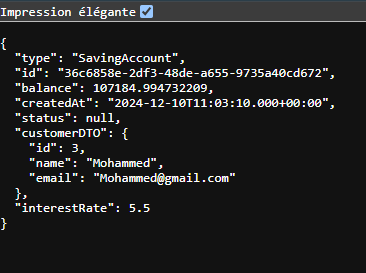 Impression élégante
{
  "type": "SavingAccount",
  "id": "36c6858e-2df3-48de-a655-9735a40cd672",
  "balance": 107184.994732209,
  "createdAt": "2024-12-10T11:03:10.000+00:00",
  "status": null,
  "customerDTO": {
    "id": 3,
    "name": "Mohammed",
    "email": "Mohammed@gmail.com"
  },
  "interestRate": 5.5
}